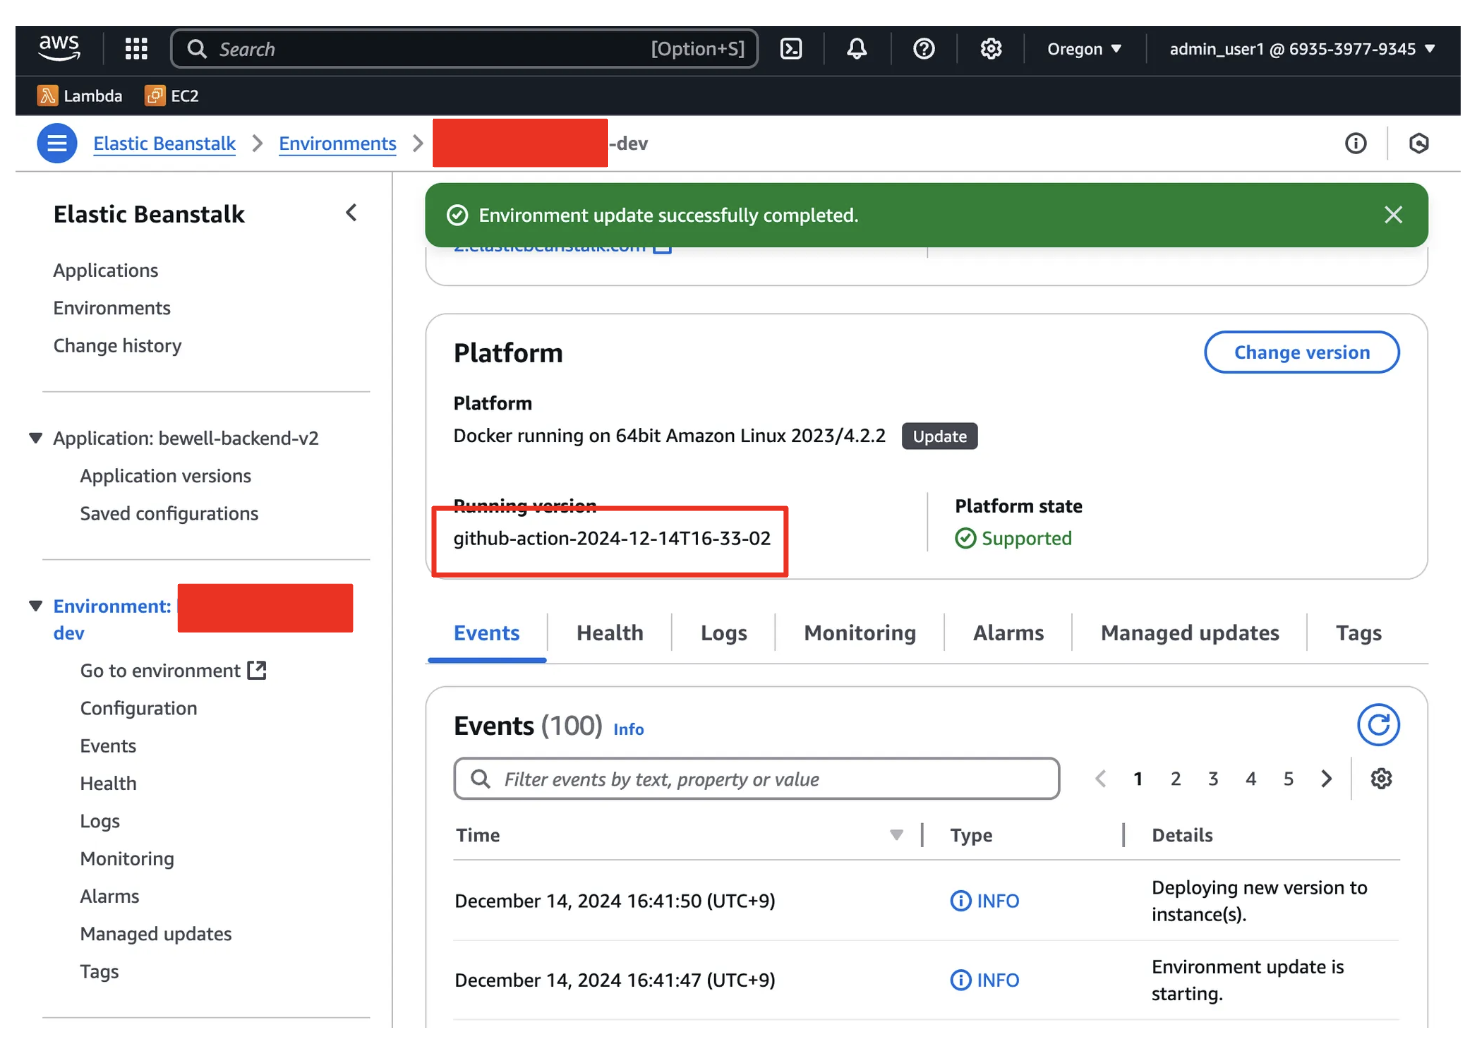 aws
Search [Option+S] Oregon admin_user1 @ 6935-3977-9345
Lambda EC2
Elastic Beanstalk Environments -dev
Elastic Beanstalk
Applications
Environments
Change history
Application: bewell-backend-v2
Application versions
Saved configurations
Environment:
dev
Go to environment
Configuration
Events
Health
Logs
Monitoring
Alarms
Managed updates
Tags
Environment update successfully completed.
2.elasticbeanstalk.com
Platform Change version
Platform
Docker running on 64bit Amazon Linux 2023/4.2.2 Update
Running version Platform state
github-action-2024-12-14T16-33-02 Supported
Events Health Logs Monitoring Alarms Managed updates Tags
Events (100) Info
Filter events by text, property or value 1 2 3 4 5
Time Type Details
December 14, 2024 16:41:50 (UTC+9) INFO Deploying new version to
instance(s).
December 14, 2024 16:41:47 (UTC+9) INFO Environment update is
starting.